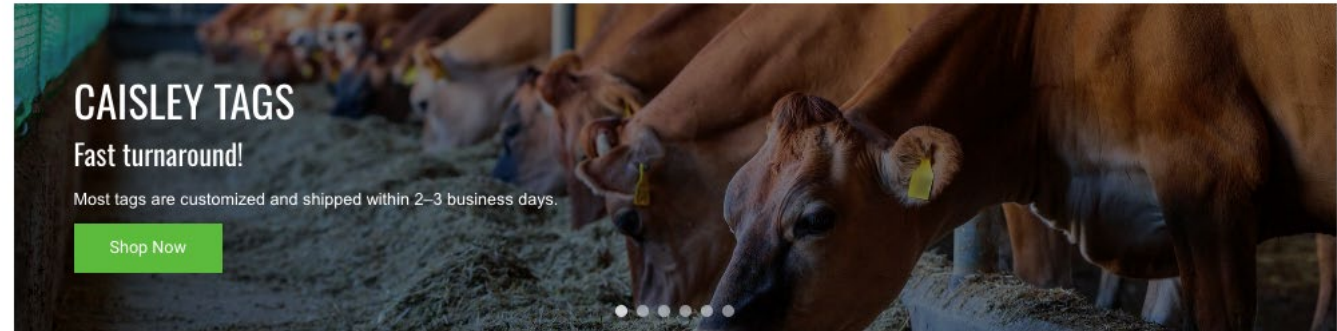 CAISLEY TAGS
Fast turnaround!
Most tags are customized and shipped within 2–3 business days.
Shop Now